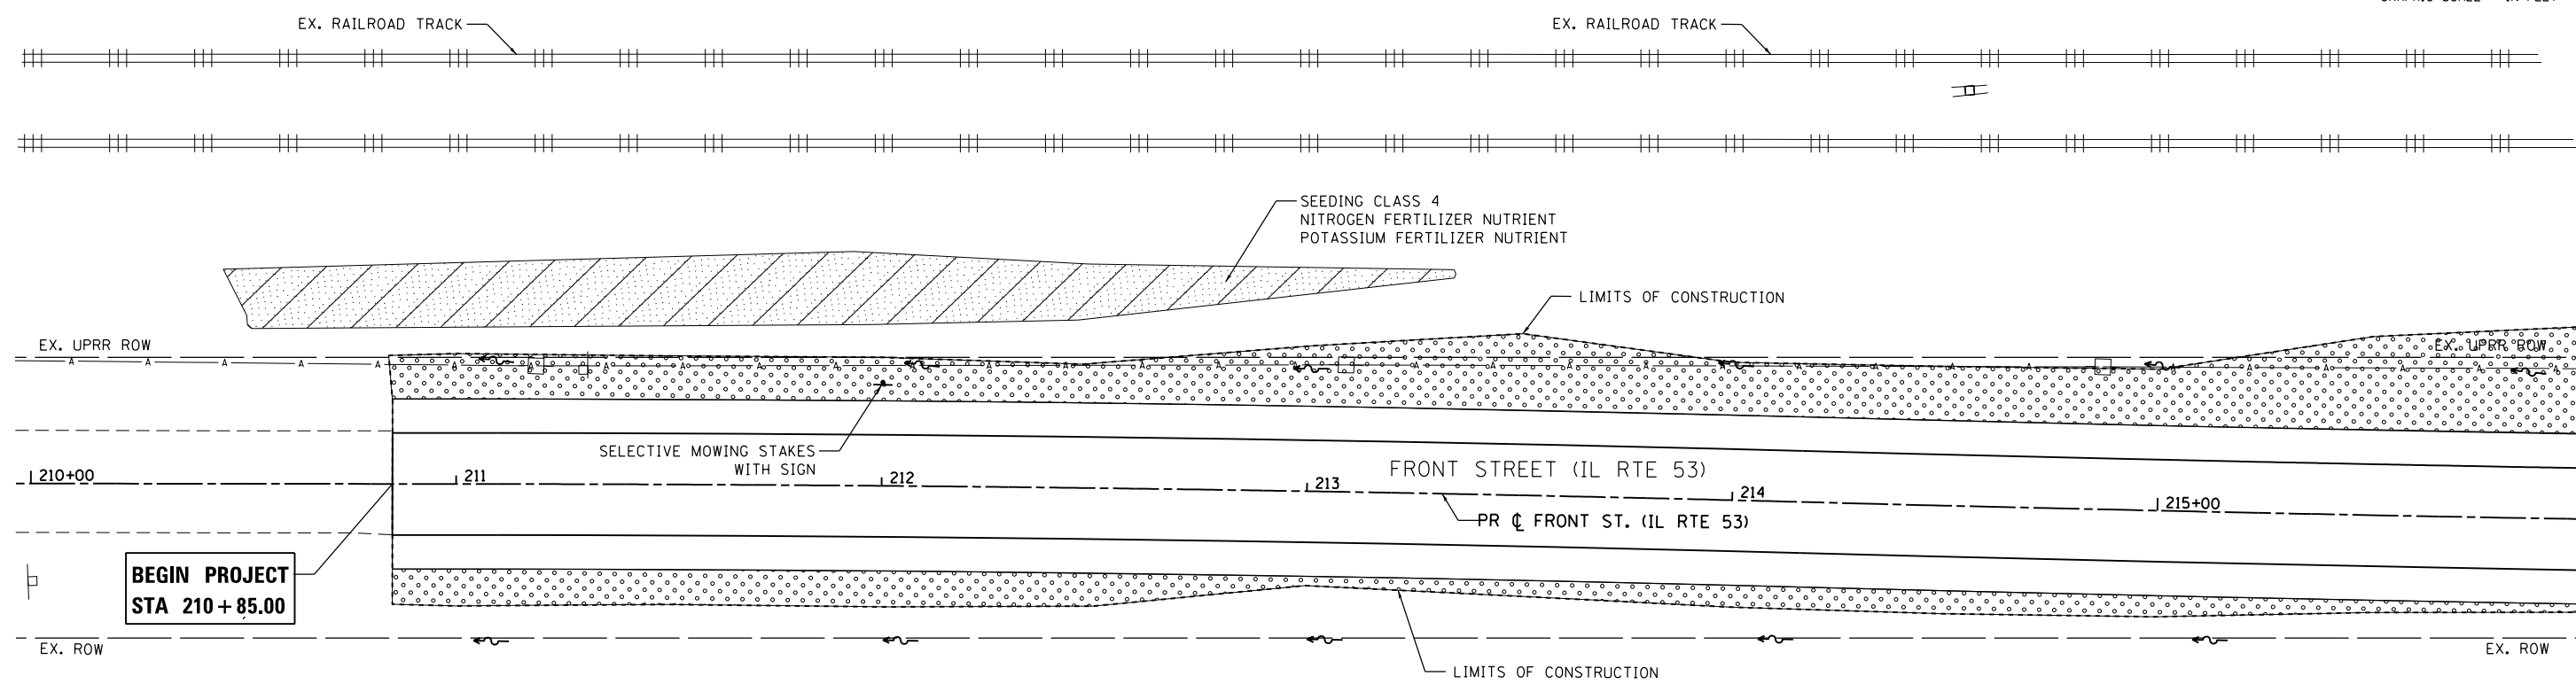 EX. RAILROAD TRACK
EX. RAILROAD TRACK
SEEDING CLASS 4
NITROGEN FERTILIZER NUTRIENT
POTASSIUM FERTILIZER NUTRIENT
LIMITS OF CONSTRUCTION
EX. UPRR ROW
EX. UPRR ROW
A A A A A A A A A A A A A A A A A A A A A A A A A A A A A A A A A
SELECTIVE MOWING STAKES
WITH SIGN
FRONT STREET (IL RTE 53)
210+00
211
212
213
214
215+00
PR ℄ FRONT ST. (IL RTE 53)
BEGIN PROJECT
STA 210+85.00
EX. ROW
EX. ROW
LIMITS OF CONSTRUCTION